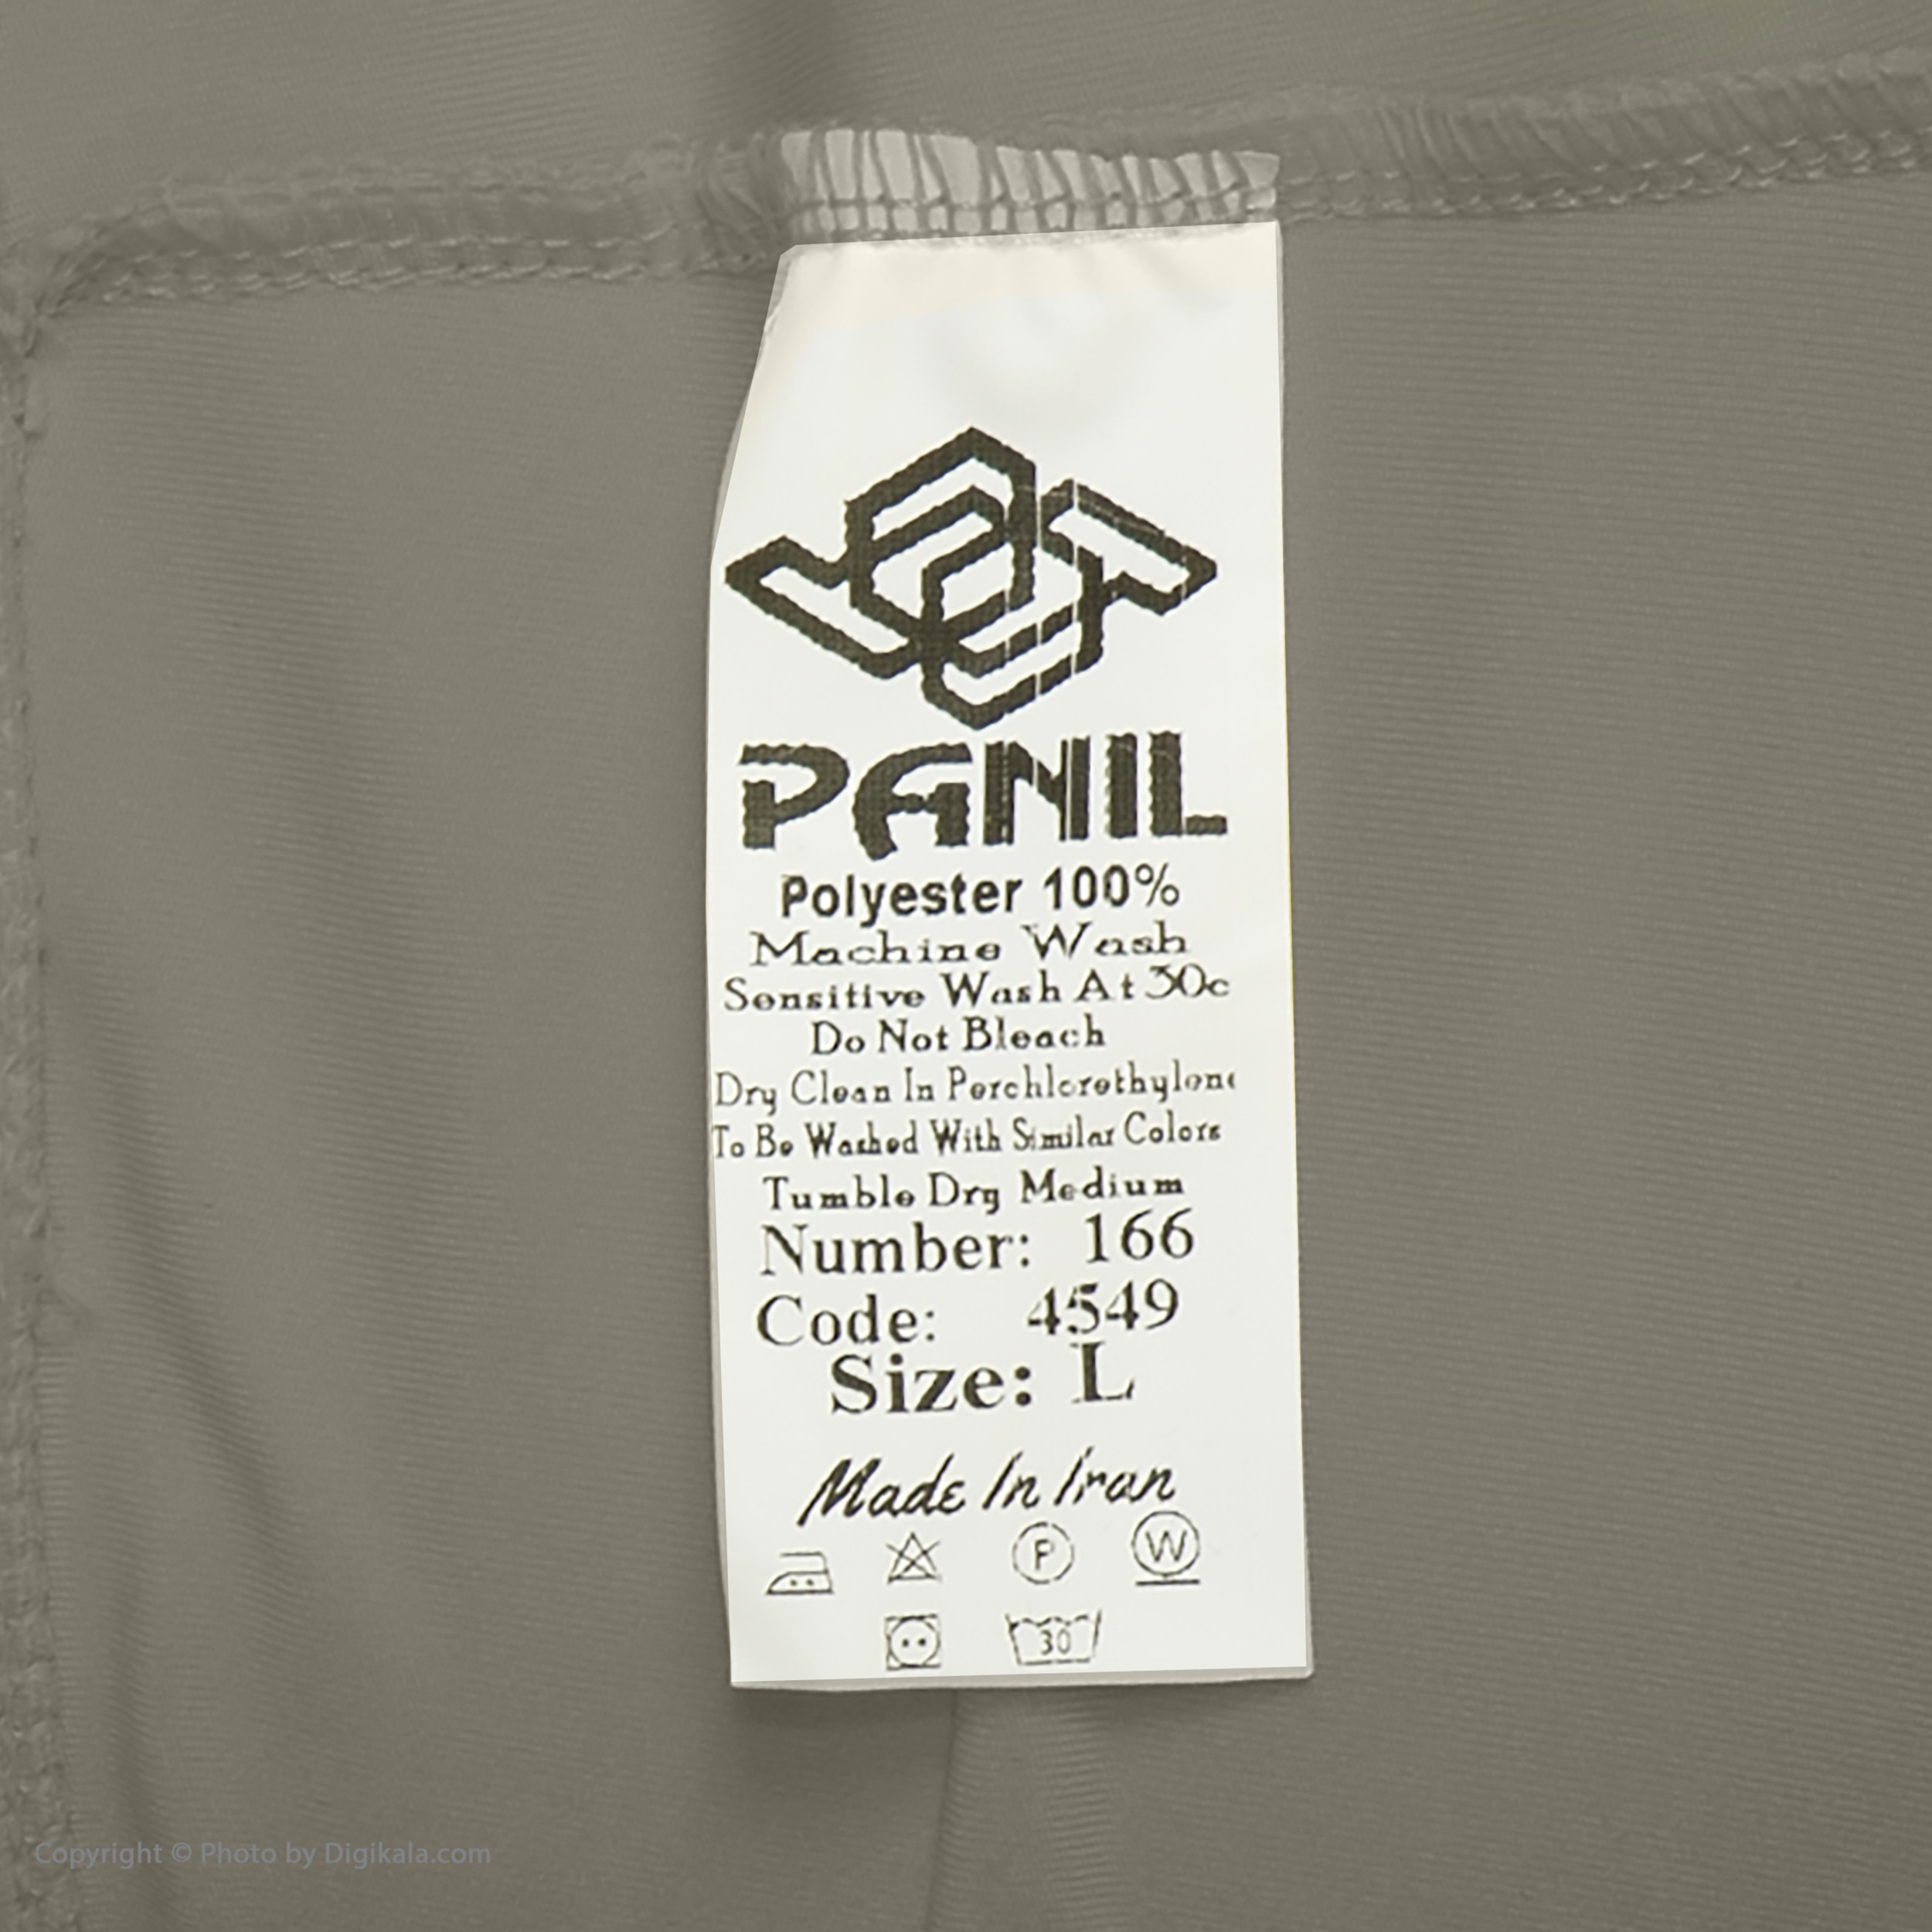 PANIL
Polyester 100%
Machine Wash
Sensitive Wash At 30c
Do Not Bleach
Dry Clean In Perchlorethylene
To Be Washed With Similar Colors
Tumble Dry Medium
Number: 166
Code: 4549
Size: L
Made In Iran
P W
30
Copyright © Photo by Digikala.com